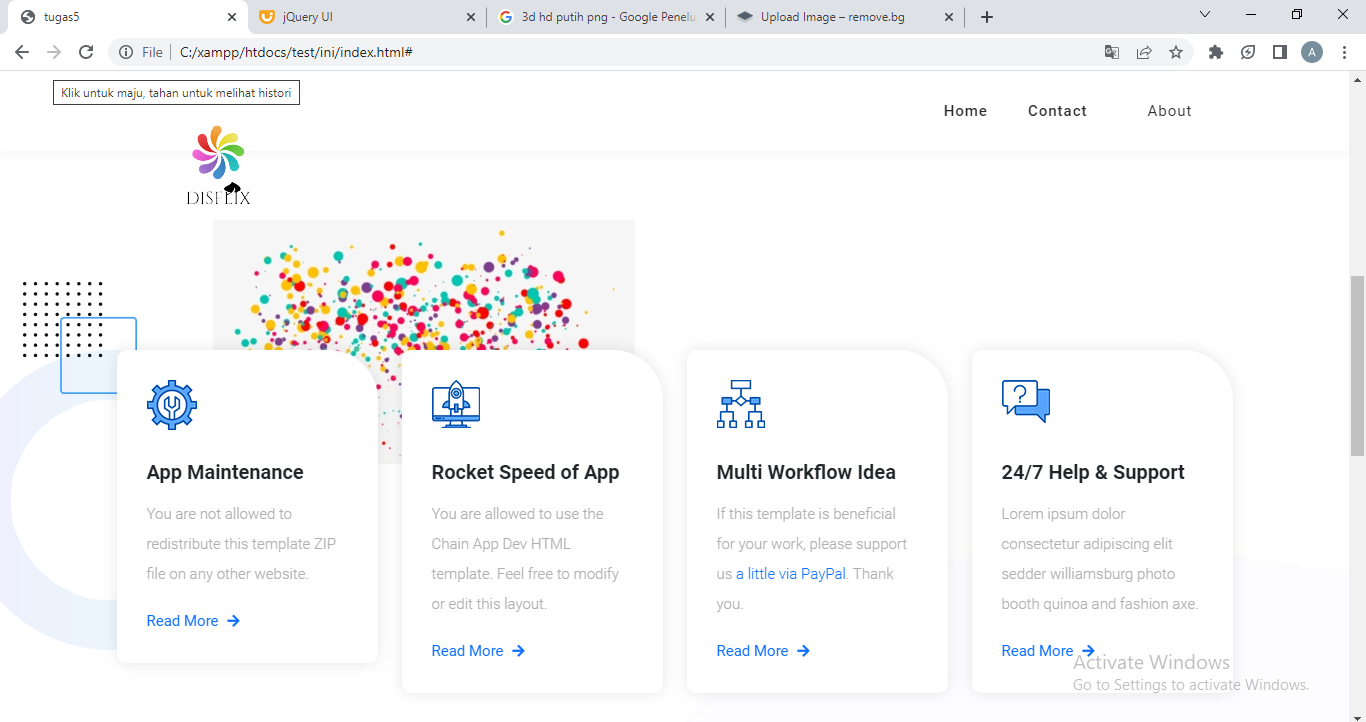 tugas5
jQuery UI
3d hd putih png - Google Penelu
Upload Image – remove.bg
File
C:/xampp/htdocs/test/ini/index.html#
A
Klik untuk maju, tahan untuk melihat histori
Home
Contact
About
DISFLIX
?
App Maintenance
You are not allowed to
redistribute this template ZIP
file on any other website.
Read More
Rocket Speed of App
You are allowed to use the
Chain App Dev HTML
template. Feel free to modify
or edit this layout.
Read More
Multi Workflow Idea
If this template is beneficial
for your work, please support
us a little via PayPal. Thank
you.
Read More
24/7 Help & Support
Lorem ipsum dolor
consectetur adipiscing elit
sedder williamsburg photo
booth quinoa and fashion axe.
Read More
Activate Windows
Go to Settings to activate Windows.